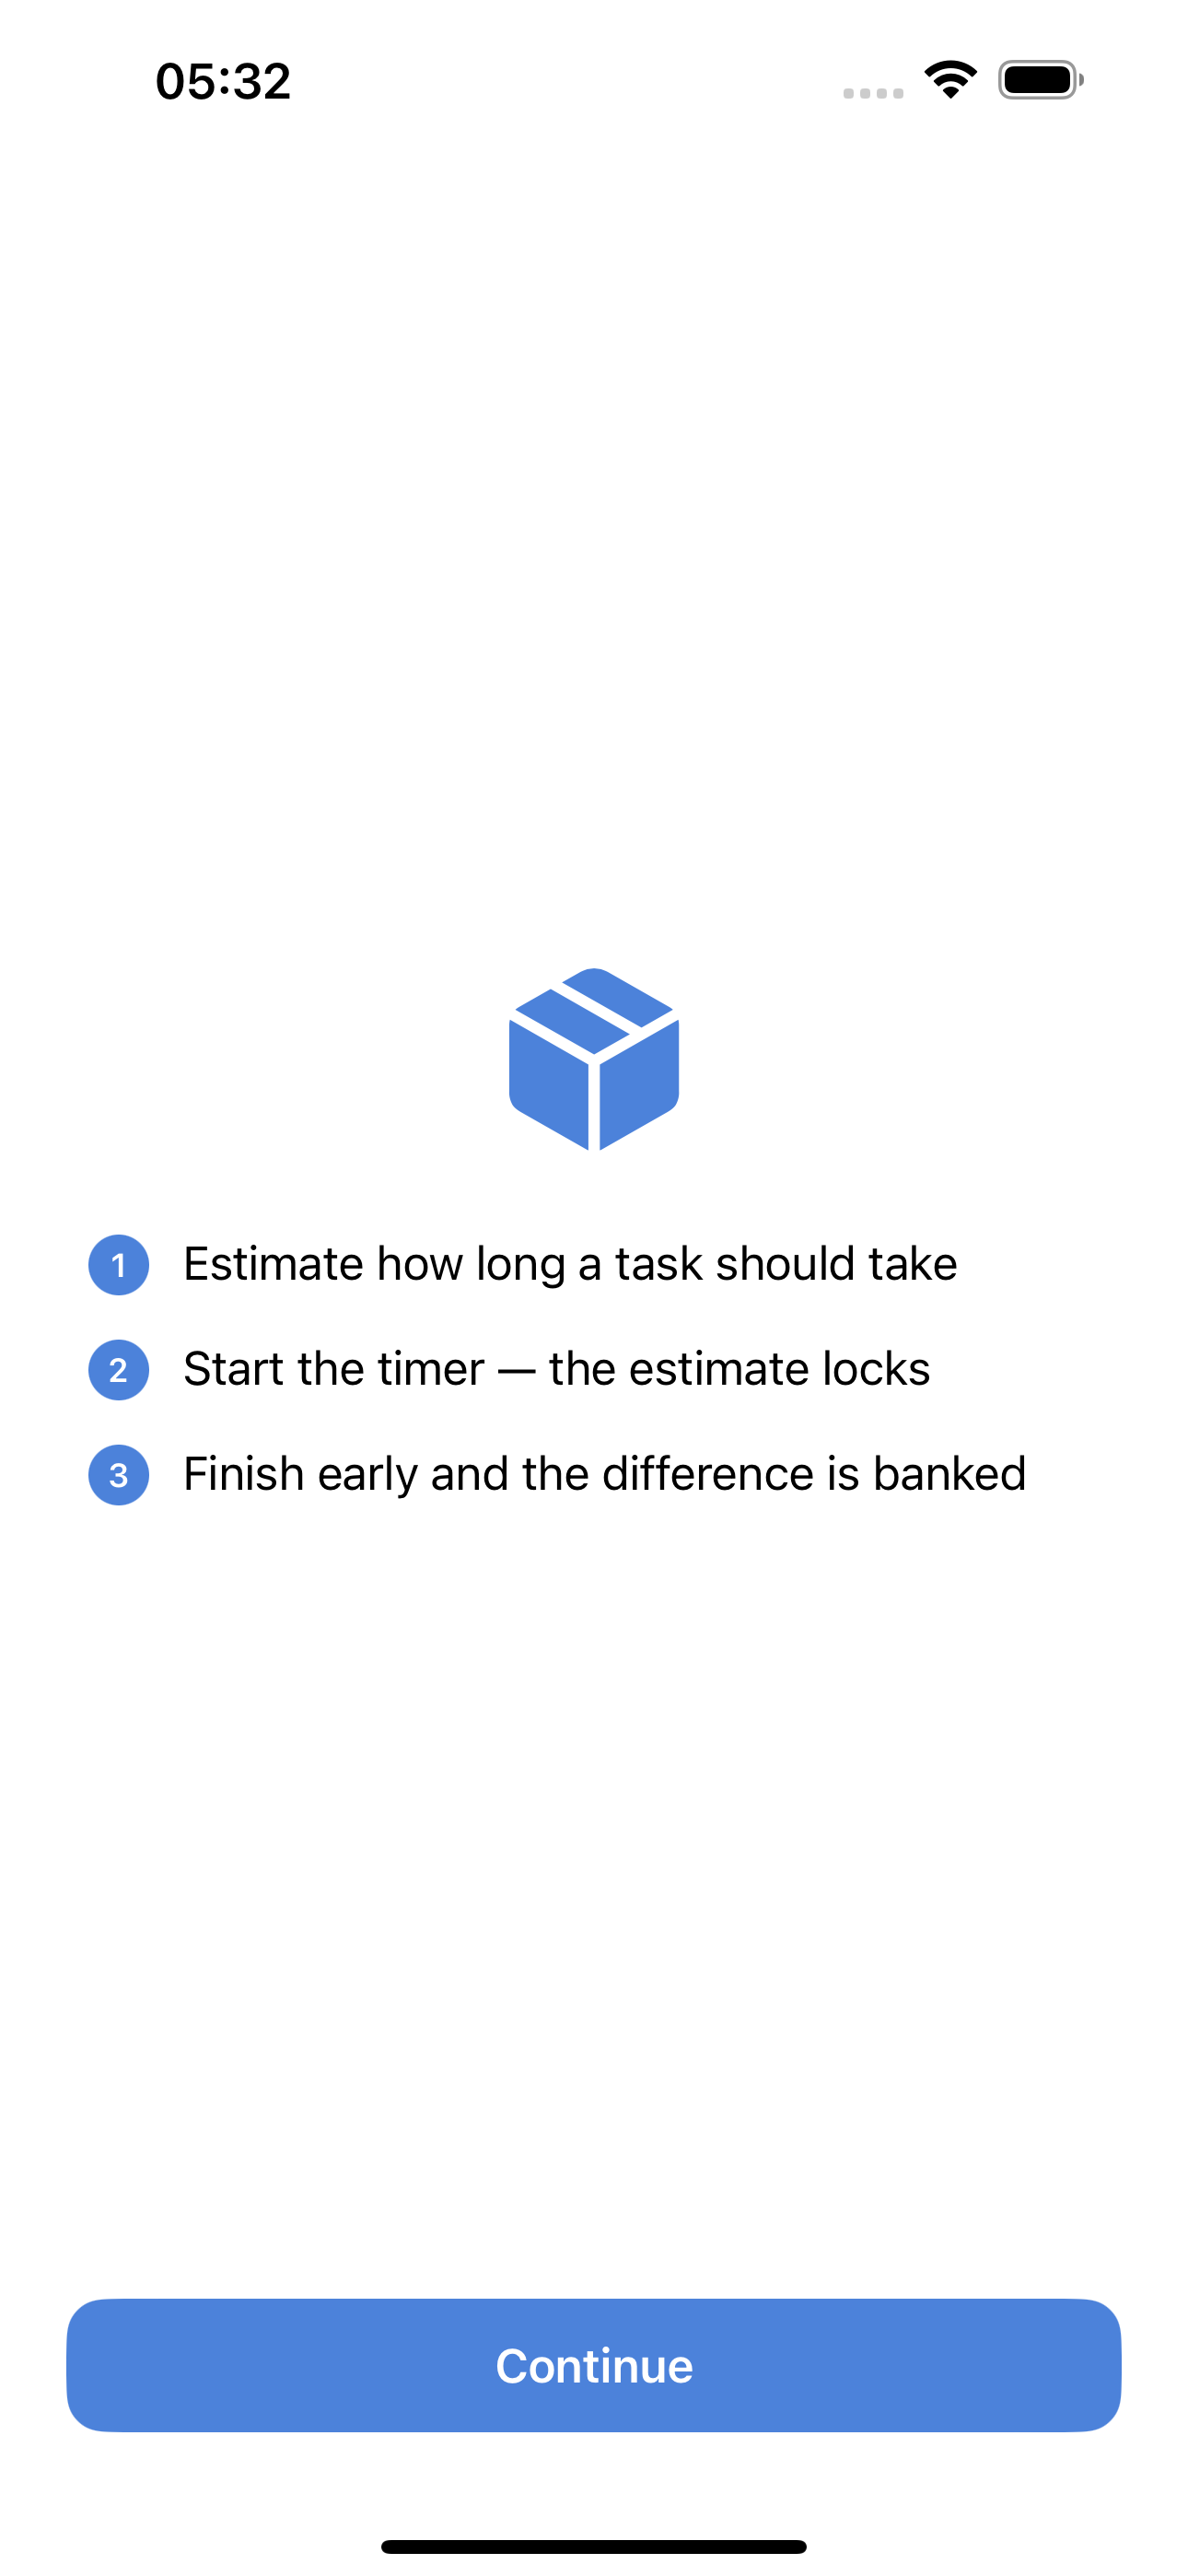 05:32
1 Estimate how long a task should take
2 Start the timer — the estimate locks
3 Finish early and the difference is banked
Continue